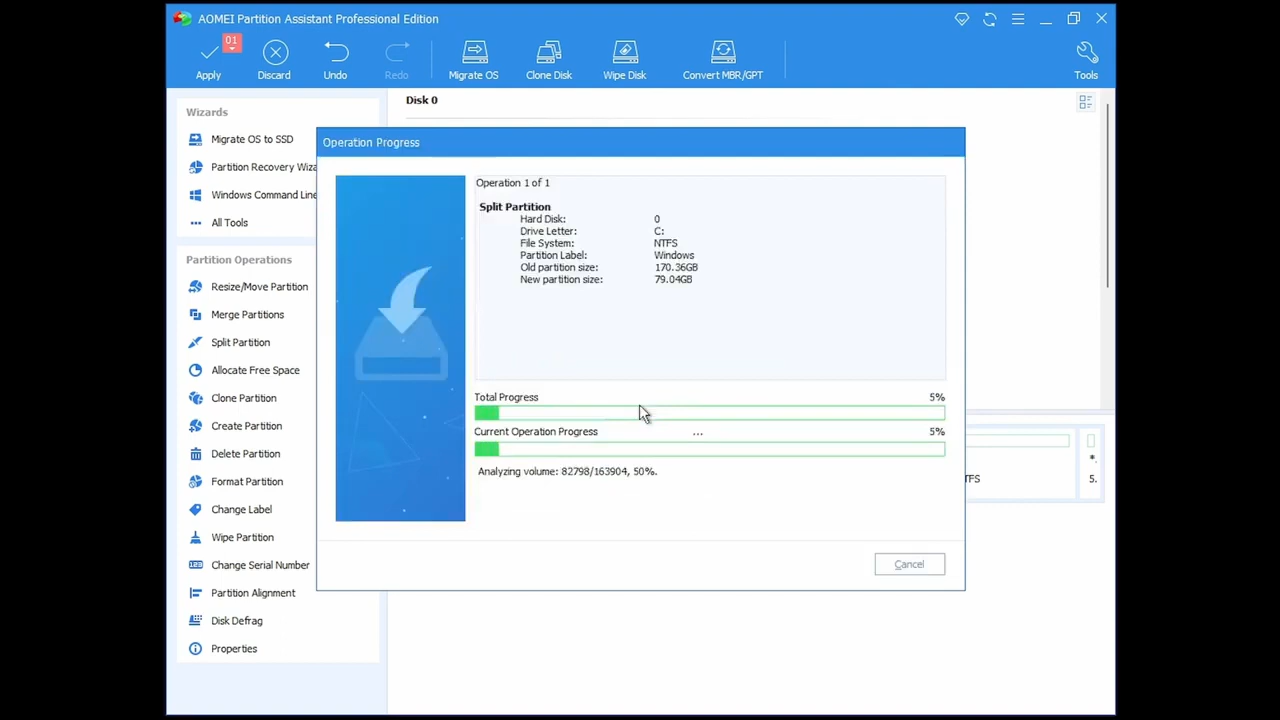 AOMEI Partition Assistant Professional Edition
01
Apply
Discard
Undo
Redo
Migrate OS
Clone Disk
Wipe Disk
Convert MBR/GPT
Tools
Wizards
Migrate OS to SSD
Partition Recovery Wiza
Windows Command Line
All Tools
Partition Operations
Resize/Move Partition
Merge Partitions
Split Partition
Allocate Free Space
Clone Partition
Create Partition
Delete Partition
Format Partition
Change Label
Wipe Partition
Change Serial Number
Partition Alignment
Disk Defrag
Properties
Disk 0
Operation Progress
Operation 1 of 1
Split Partition
Hard Disk: 0
Drive Letter: C:
File System: NTFS
Partition Label: Windows
Old partition size: 170.36GB
New partition size: 79.04GB
Total Progress 5%
Current Operation Progress ... 5%
Analyzing volume: 82798/163904, 50%.
Cancel
*.
TFS 5.